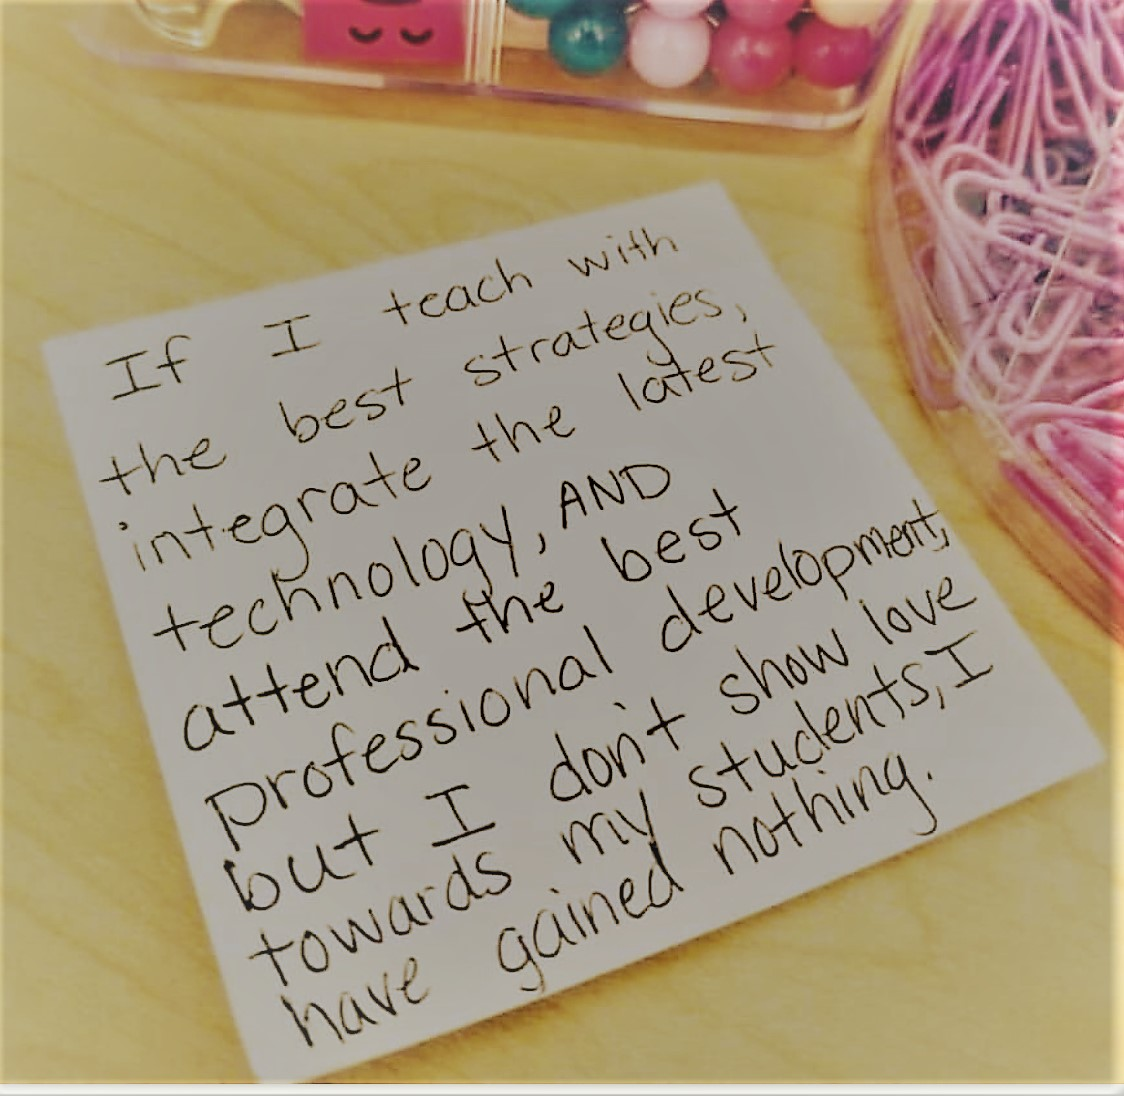 If I teach with
the best strategies,
integrate the latest
technology, AND
attend the best
professional development,
but I don't show love
towards my students, I
have gained nothing.